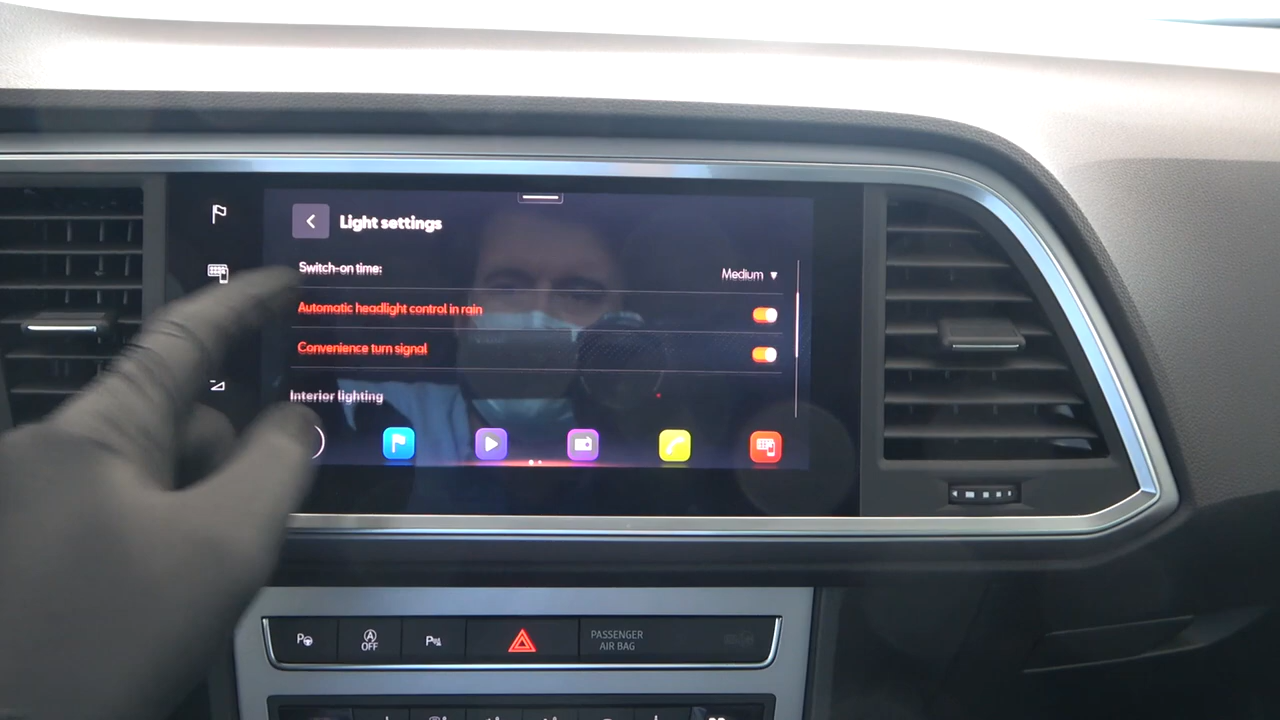 Light settings
Switch-on time:
Medium
Automatic headlight control in rain
Convenience turn signal
Interior lighting
P
A
OFF
P
PASSENGER
AIR BAG